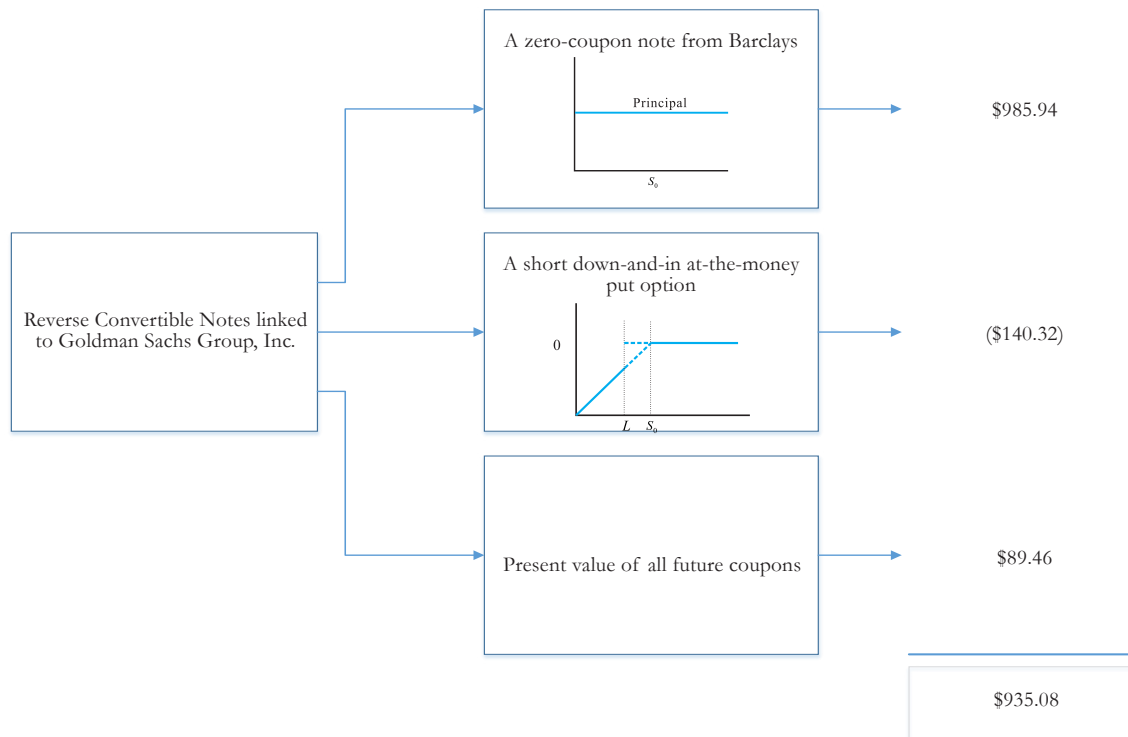 A zero-coupon note from Barclays
Principal
S₀
$985.94
Reverse Convertible Notes linked
to Goldman Sachs Group, Inc.
A short down-and-in at-the-money
put option
0
L S₀
($140.32)
Present value of all future coupons
$89.46
$935.08